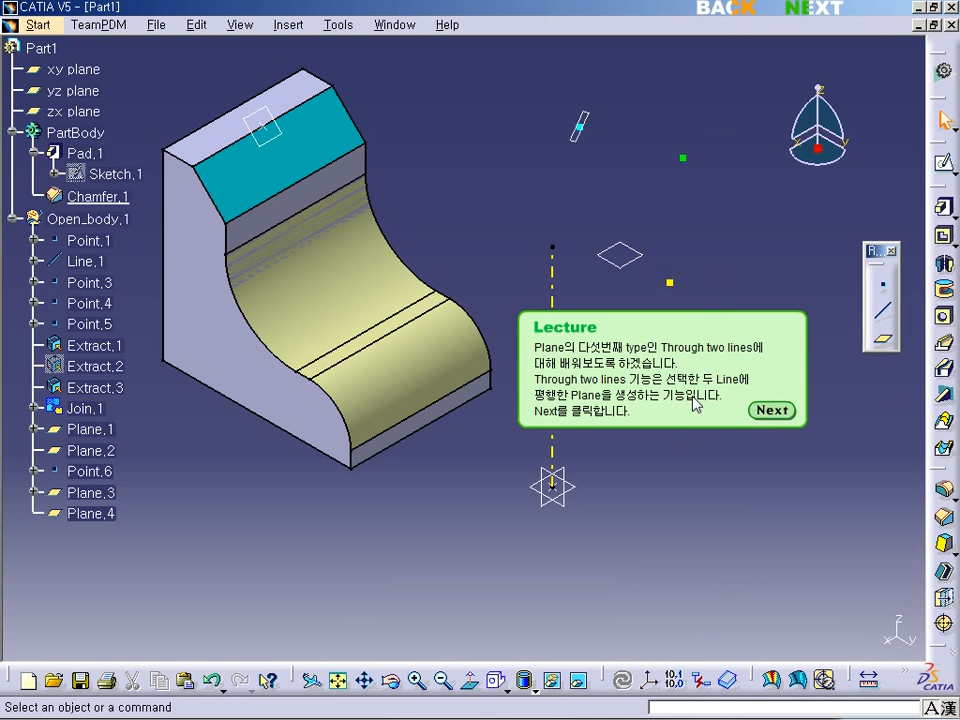 CATIA V5 - [Part1]
BACK NEXT
Start TeamPDM File Edit View Insert Tools Window Help
Part1
xy plane
yz plane
zx plane
PartBody
Pad,1
Sketch,1
Chamfer,1
Open_body,1
Point,1
Line,1
Point,3
Point,4
Point,5
Extract,1
Extract,2
Extract,3
Join,1
Plane,1
Plane,2
Point,6
Plane,3
Plane,4
z
x y
R...
Lecture
Plane의 다섯번째 type인 Through two lines에
대해 배워보도록 하겠습니다.
Through two lines 기능은 선택한 두 Line에
평행한 Plane을 생성하는 기능입니다.
Next를 클릭합니다.
Next
z
x y
10,1
10,0
CATIA
Select an object or a command
A漢